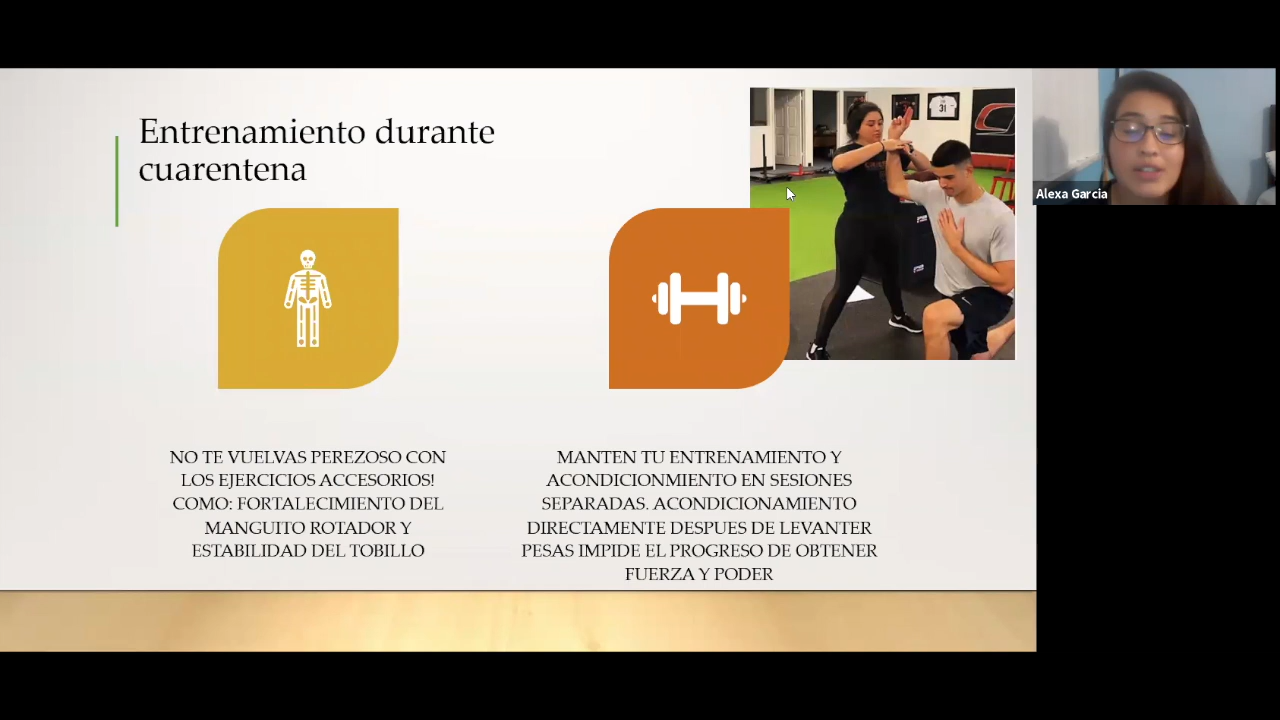 Entrenamiento durante
cuarentena
31
Alexa Garcia
NO TE VUELVAS PEREZOSO CON
LOS EJERCICIOS ACCESORIOS!
COMO: FORTALECIMIENTO DEL
MANGUITO ROTADOR Y
ESTABILIDAD DEL TOBILLO
MANTEN TU ENTRENAMIENTO Y
ACONDICIONMIENTO EN SESIONES
SEPARADAS. ACONDICIONAMIENTO
DIRECTAMENTE DESPUES DE LEVANTER
PESAS IMPIDE EL PROGRESO DE OBTENER
FUERZA Y PODER